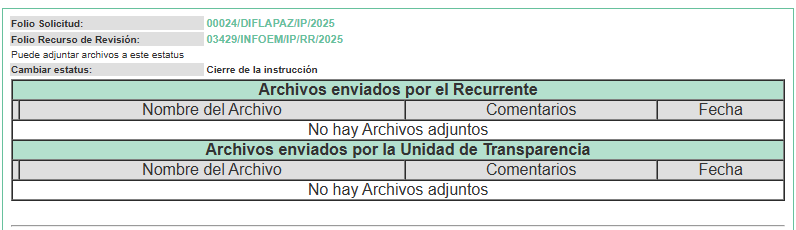 Folio Solicitud: 00024/DIFLAPAZ/IP/2025
Folio Recurso de Revisión: 03429/INFOEM/IP/RR/2025
Puede adjuntar archivos a este estatus
Cambiar estatus: Cierre de la instrucción
Archivos enviados por el Recurrente
Nombre del Archivo Comentarios Fecha
No hay Archivos adjuntos
Archivos enviados por la Unidad de Transparencia
Nombre del Archivo Comentarios Fecha
No hay Archivos adjuntos